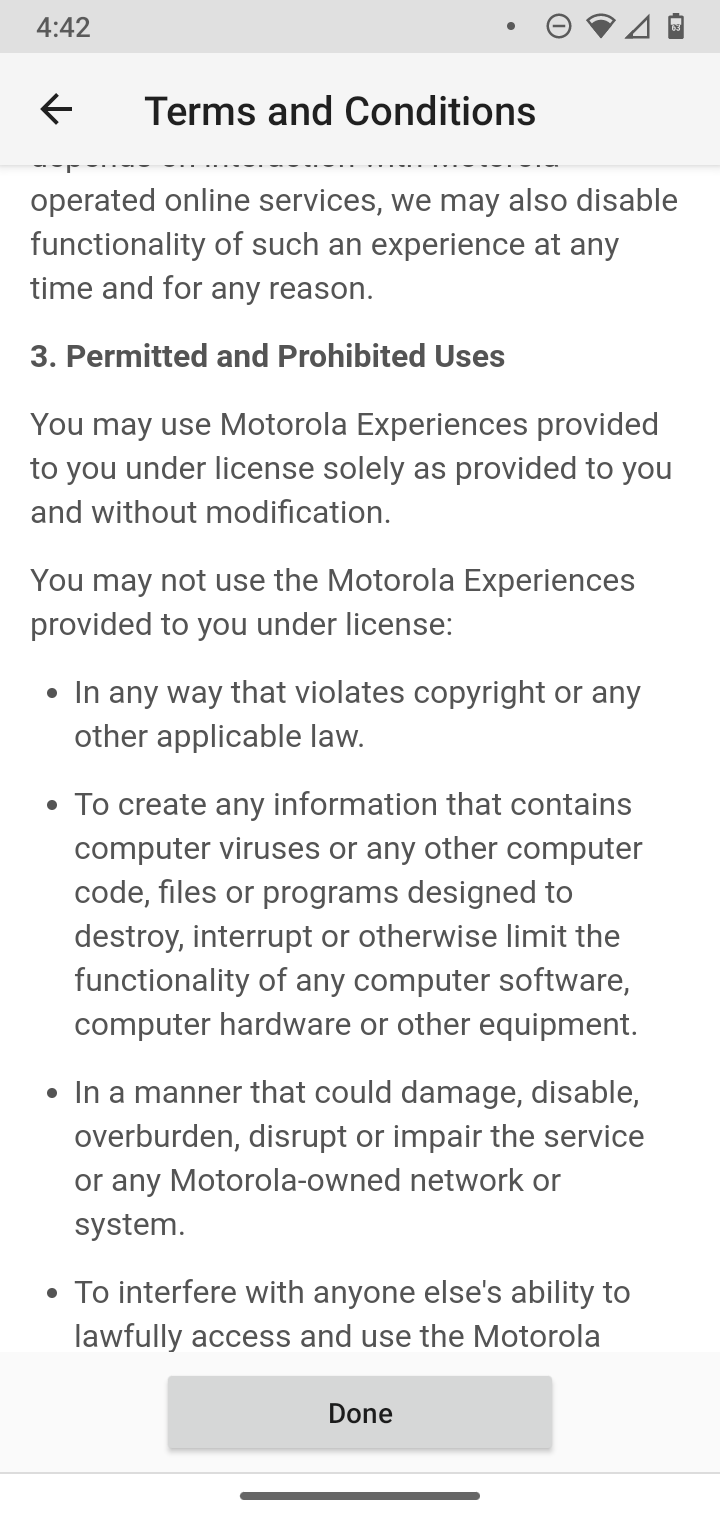 4:42
Terms and Conditions
depends on interaction with Motorola
operated online services, we may also disable
functionality of such an experience at any
time and for any reason.
3. Permitted and Prohibited Uses
You may use Motorola Experiences provided
to you under license solely as provided to you
and without modification.
You may not use the Motorola Experiences
provided to you under license:
• In any way that violates copyright or any
other applicable law.
• To create any information that contains
computer viruses or any other computer
code, files or programs designed to
destroy, interrupt or otherwise limit the
functionality of any computer software,
computer hardware or other equipment.
• In a manner that could damage, disable,
overburden, disrupt or impair the service
or any Motorola-owned network or
system.
• To interfere with anyone else's ability to
lawfully access and use the Motorola
Done